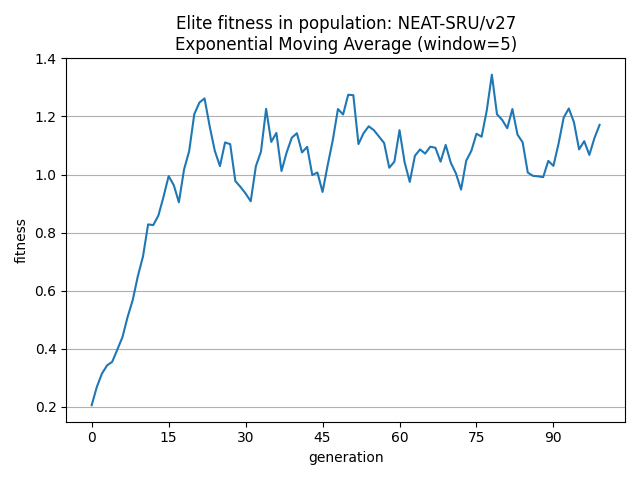 Elite fitness in population: NEAT-SRU/v27
Exponential Moving Average (window=5)
1.4
1.2
1.0
0.8
0.6
0.4
0.2
fitness
0 15 30 45 60 75 90
generation